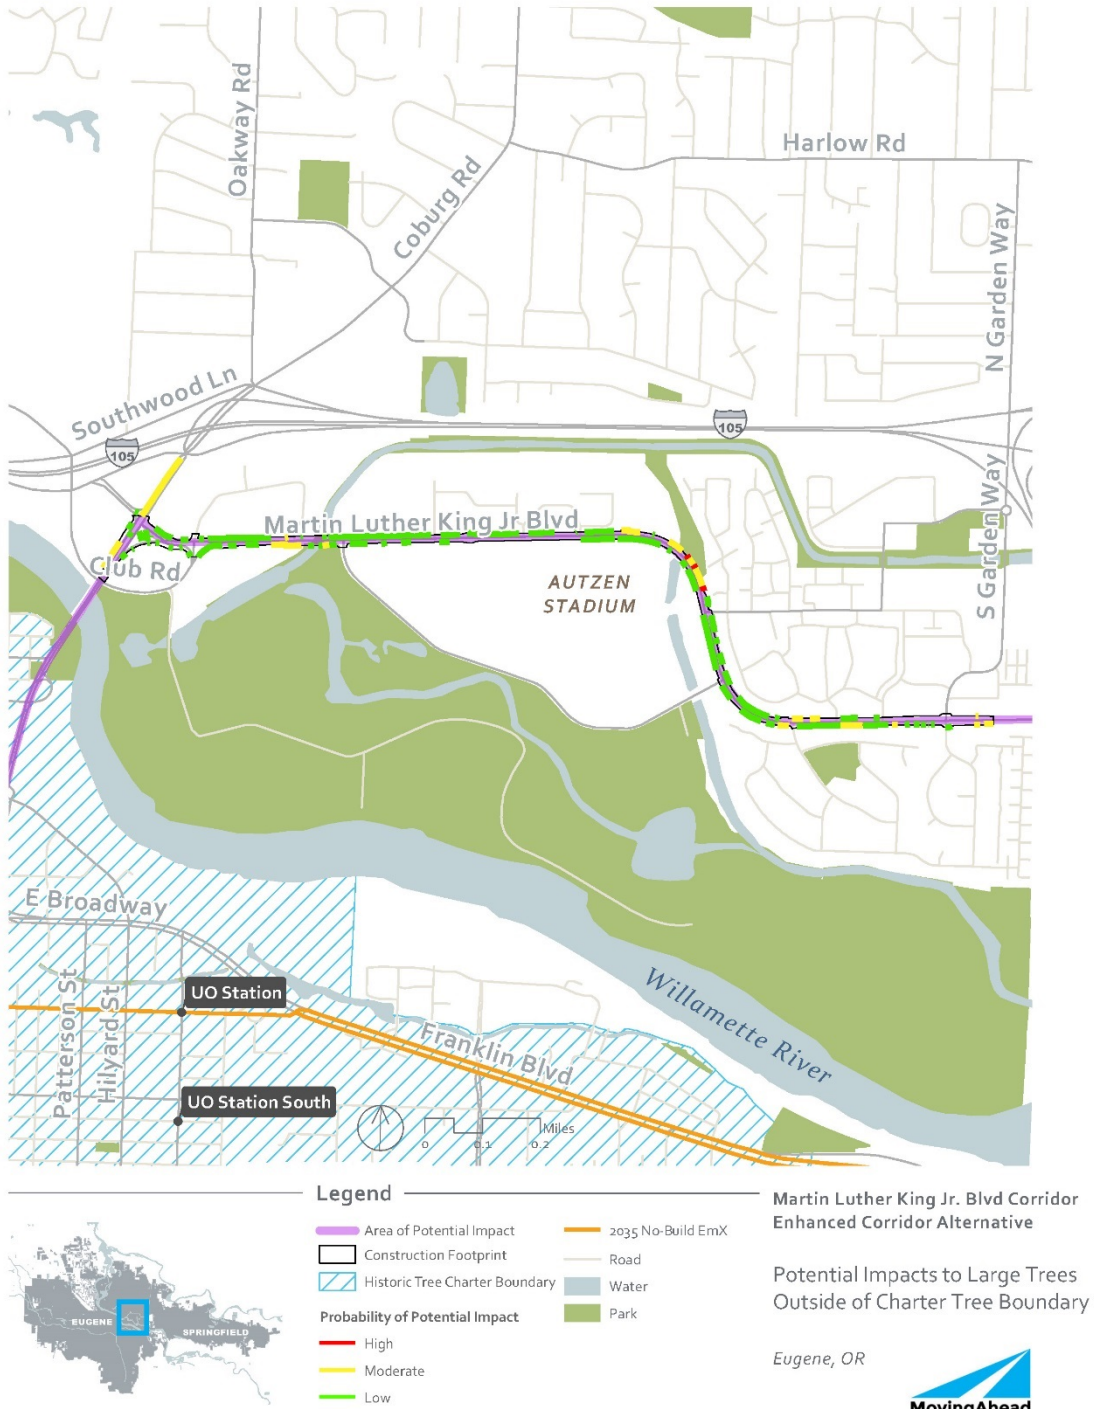 Oakway Rd
Coburg Rd
Harlow Rd
N Garden Way
Southwood Ln
105
105
S Garden Way
Martin Luther King Jr Blvd
Club Rd
AUTZEN
STADIUM
E Broadway
Patterson St
Hilyard St
UO Station
Franklin Blvd
Willamette River
UO Station South
Miles
0 0.1 0.2
Legend
Area of Potential Impact
Construction Footprint
Historic Tree Charter Boundary
Probability of Potential Impact
High
Moderate
Low
2035 No-Build EmX
Road
Water
Park
EUGENE
SPRINGFIELD
Martin Luther King Jr. Blvd Corridor
Enhanced Corridor Alternative
Potential Impacts to Large Trees
Outside of Charter Tree Boundary
Eugene, OR
MovingAhead